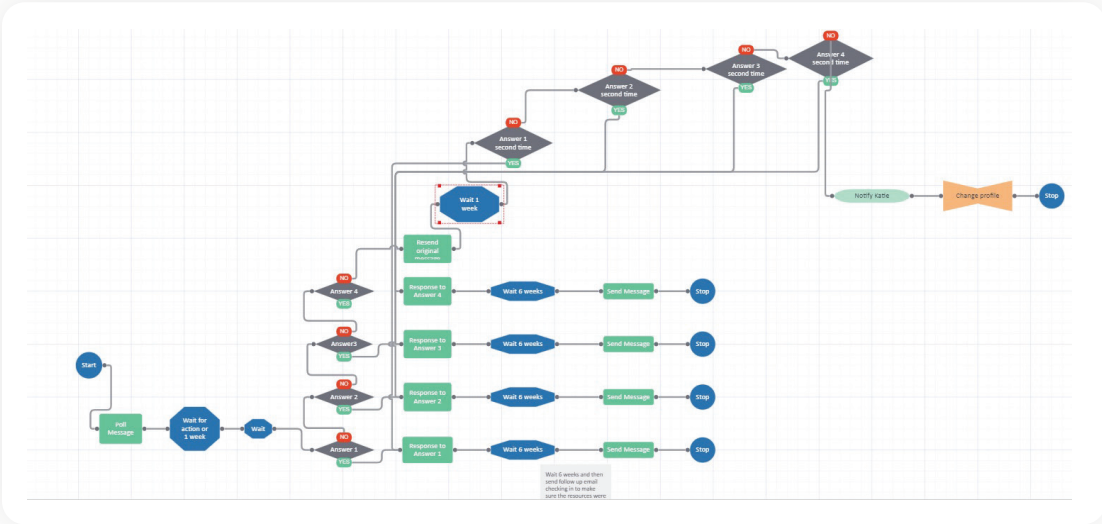 NO
Answer 4
second time
YES
NO
Answer 3
second time
YES
NO
Answer 2
second time
YES
NO
Answer 1
second time
YES
Wait 1
week
Notify Katie
Change profile
Stop
Resend
original
NO
Answer 4
YES
Response to
Answer 4
Wait 6 weeks
Send Message
Stop
NO
Answer3
YES
Response to
Answer 3
Wait 6 weeks
Send Message
Stop
Start
NO
Answer 2
YES
Response to
Answer 2
Wait 6 weeks
Send Message
Stop
Poll
Message
Wait for
action or
1 week
Wait
NO
Answer 1
YES
Response to
Answer 1
Wait 6 weeks
Send Message
Stop
Wait 6 weeks and then
send follow up email
checking in to make
sure the resources were